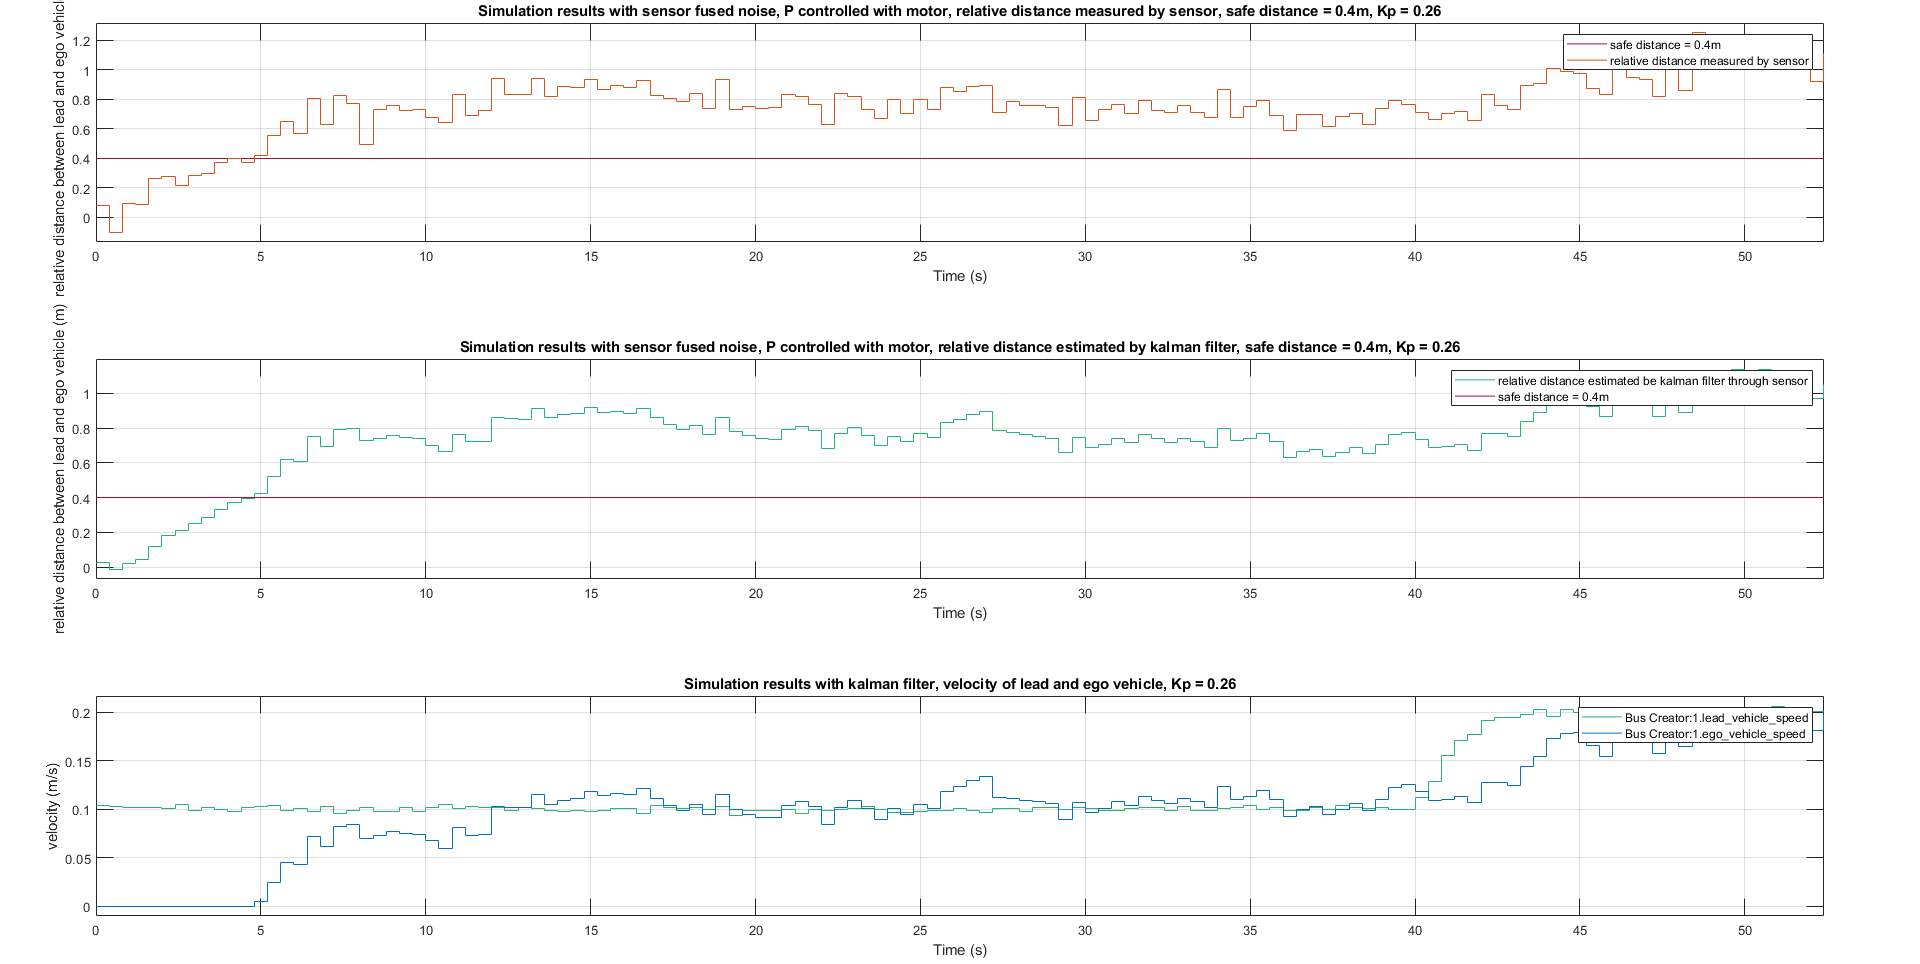 Simulation results with sensor fused noise, P controlled with motor, relative distance measured by sensor, safe distance = 0.4m, Kp = 0.26
relative distance between lead and ego
1.2
1
0.8
0.6
0.4
0.2
0
safe distance = 0.4m
relative distance measured by sensor
0 5 10 15 20 25 30 35 40 45 50
Time (s)
Simulation results with sensor fused noise, P controlled with motor, relative distance estimated by kalman filter, safe distance = 0.4m, Kp = 0.26
relative distance between lead and ego vehicle (m)
1
0.8
0.6
0.4
0.2
0
relative distance estimated be kalman filter through sensor
safe distance = 0.4m
0 5 10 15 20 25 30 35 40 45 50
Time (s)
Simulation results with kalman filter, velocity of lead and ego vehicle, Kp = 0.26
velocity (m/s)
0.2
0.15
0.1
0.05
0
Bus Creator:1.lead_vehicle_speed
Bus Creator:1.ego_vehicle_speed
0 5 10 15 20 25 30 35 40 45 50
Time (s)